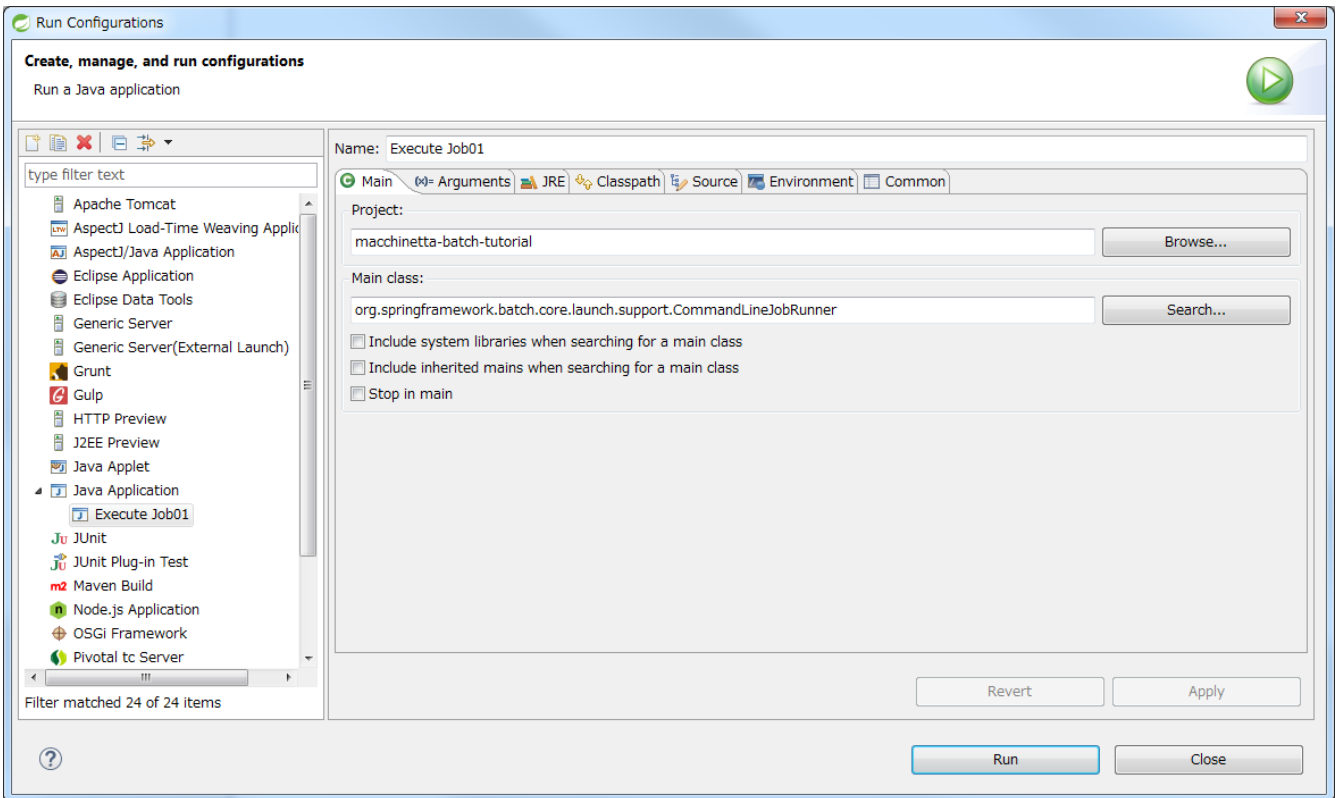 Run Configurations
Create, manage, and run configurations
Run a Java application
type filter text
Apache Tomcat
AspectJ Load-Time Weaving Applic
AspectJ/Java Application
Eclipse Application
Eclipse Data Tools
Generic Server
Generic Server(External Launch)
Grunt
Gulp
HTTP Preview
J2EE Preview
Java Applet
Java Application
Execute Job01
JUnit
JUnit Plug-in Test
Maven Build
Node.js Application
OSGi Framework
Pivotal tc Server
Filter matched 24 of 24 items
Name: Execute Job01
Main (x)= Arguments JRE Classpath Source Environment Common
Project:
macchinetta-batch-tutorial Browse...
Main class:
org.springframework.batch.core.launch.support.CommandLineJobRunner Search...
Include system libraries when searching for a main class
Include inherited mains when searching for a main class
Stop in main
Revert Apply
Run Close